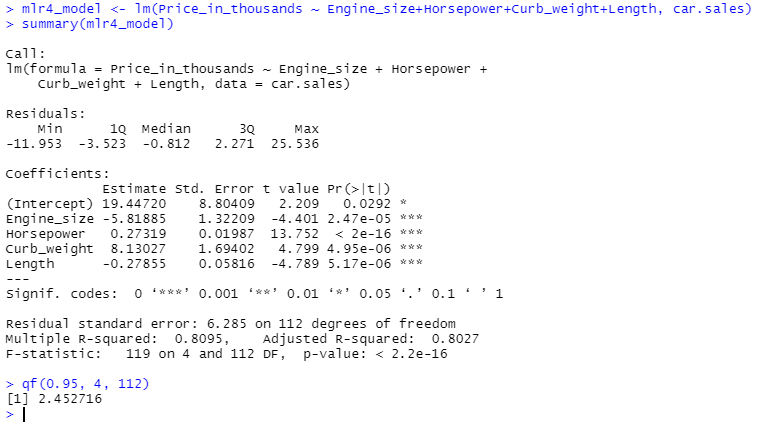 > mlr4_model <- lm(Price_in_thousands ~ Engine_size+Horsepower+Curb_weight+Length, car.sales)
> summary(mlr4_model)
Call:
lm(formula = Price_in_thousands ~ Engine_size + Horsepower +
    Curb_weight + Length, data = car.sales)
Residuals:
    Min      1Q  Median      3Q     Max
-11.953  -3.523  -0.812   2.271  25.536
Coefficients:
            Estimate Std. Error t value Pr(>|t|)
(Intercept) 19.44720    8.80409   2.209   0.0292 *
Engine_size -5.81885    1.32209  -4.401 2.47e-05 ***
Horsepower   0.27319    0.01987  13.752  < 2e-16 ***
Curb_weight  8.13027    1.69402   4.799 4.95e-06 ***
Length      -0.27855    0.05816  -4.789 5.17e-06 ***
---
Signif. codes:  0 ‘***’ 0.001 ‘**’ 0.01 ‘*’ 0.05 ‘.’ 0.1 ‘ ’ 1
Residual standard error: 6.285 on 112 degrees of freedom
Multiple R-squared:  0.8095,    Adjusted R-squared:  0.8027
F-statistic:   119 on 4 and 112 DF,  p-value: < 2.2e-16
> qf(0.95, 4, 112)
[1] 2.452716
>